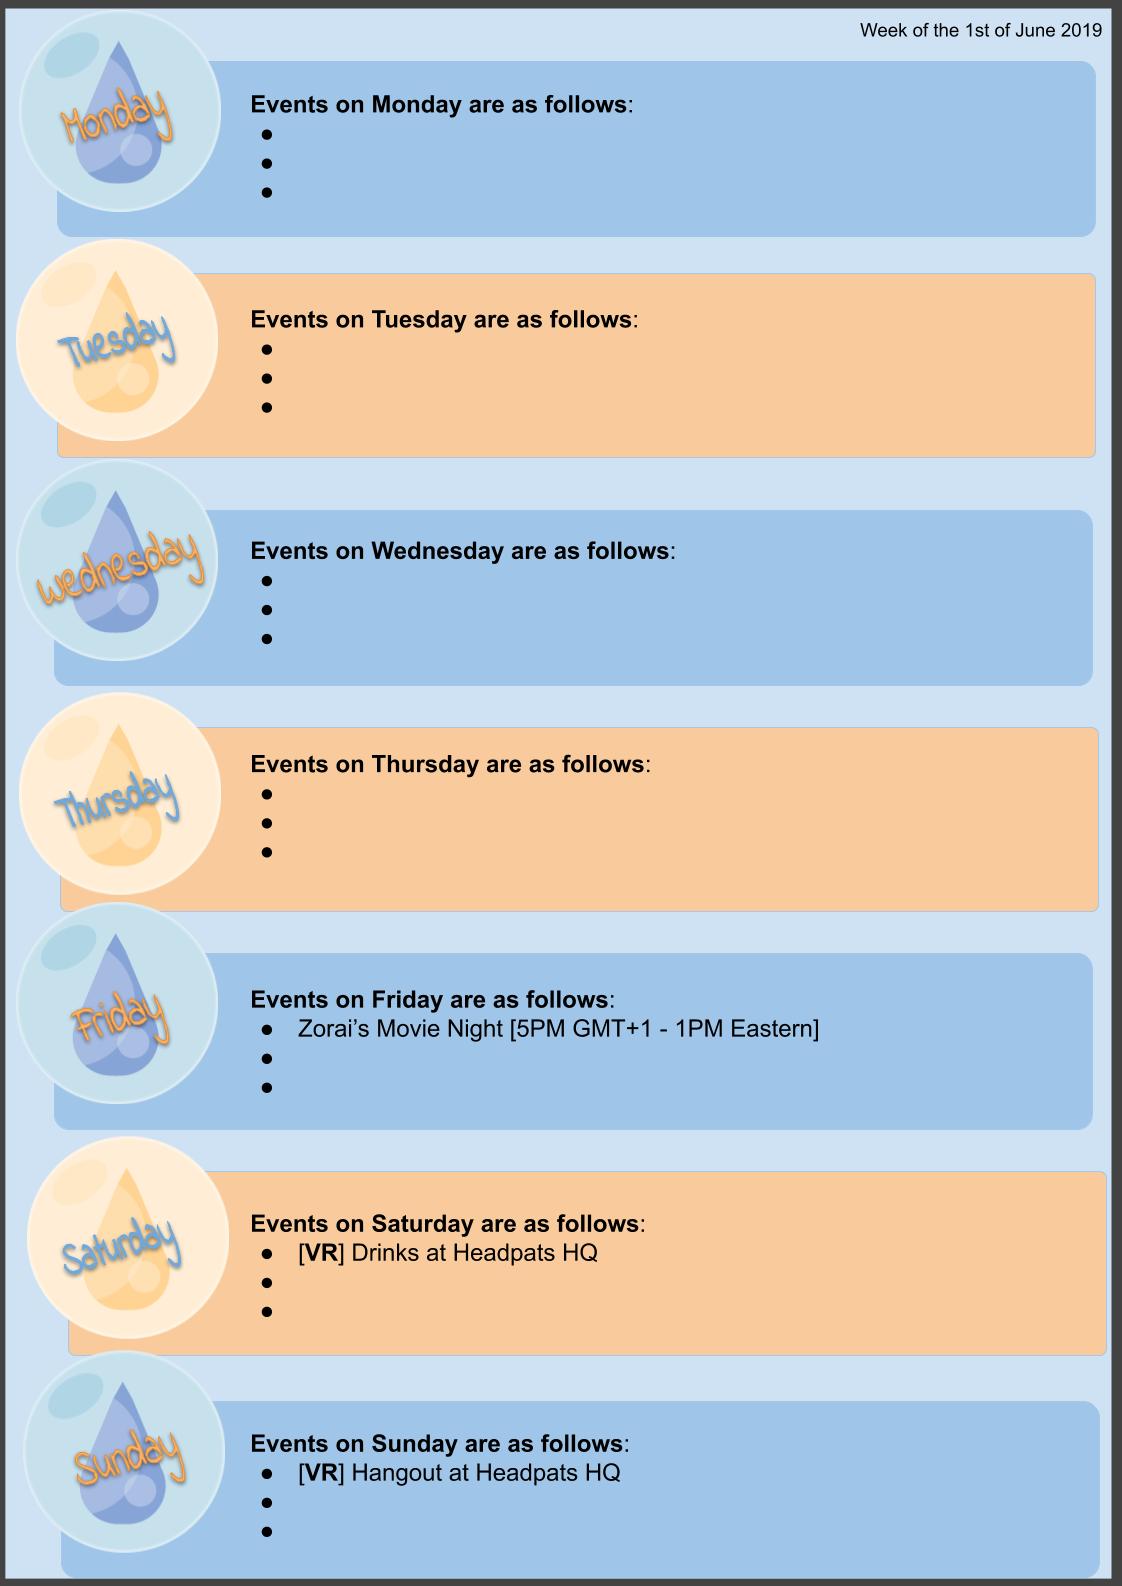 Week of the 1st of June 2019
Monday
Events on Monday are as follows:
●
●
●
Tuesday
Events on Tuesday are as follows:
●
●
●
wednesday
Events on Wednesday are as follows:
●
●
●
Thursday
Events on Thursday are as follows:
●
●
●
Friday
Events on Friday are as follows:
● Zorai’s Movie Night [5PM GMT+1 - 1PM Eastern]
●
●
Saturday
Events on Saturday are as follows:
● [VR] Drinks at Headpats HQ
●
●
Sunday
Events on Sunday are as follows:
● [VR] Hangout at Headpats HQ
●
●